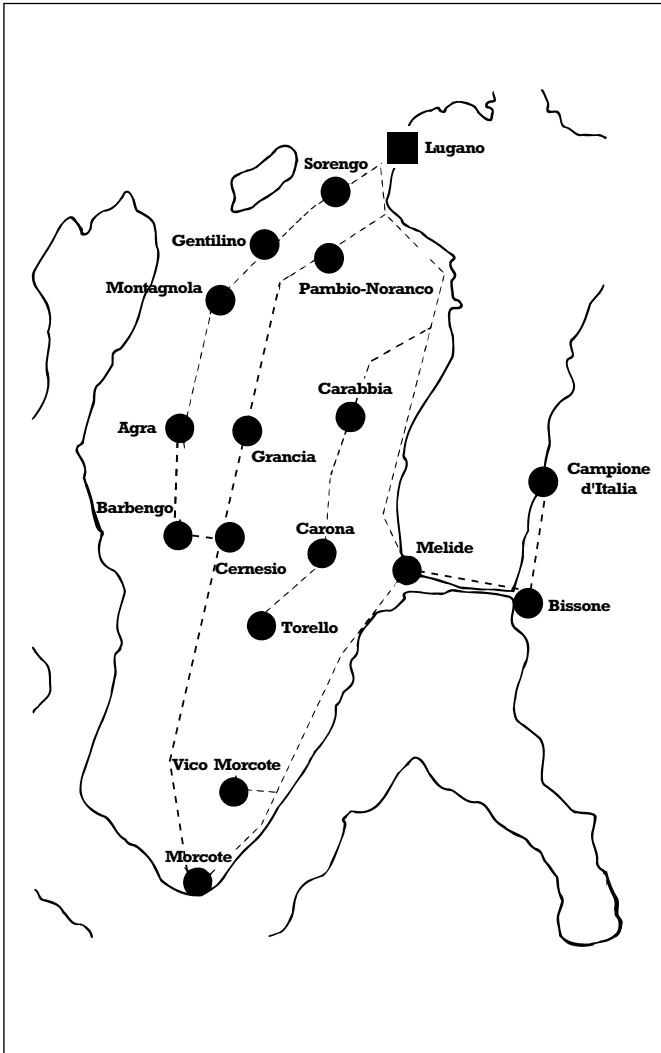 Lugano
Sorengo
Gentilino
Pambio-Noranco
Montagnola
Carabbia
Agra
Grancia
Campione
d'Italia
Barbengo
Carona
Cernesio
Melide
Bissone
Torello
Vico Morcote
Morcote